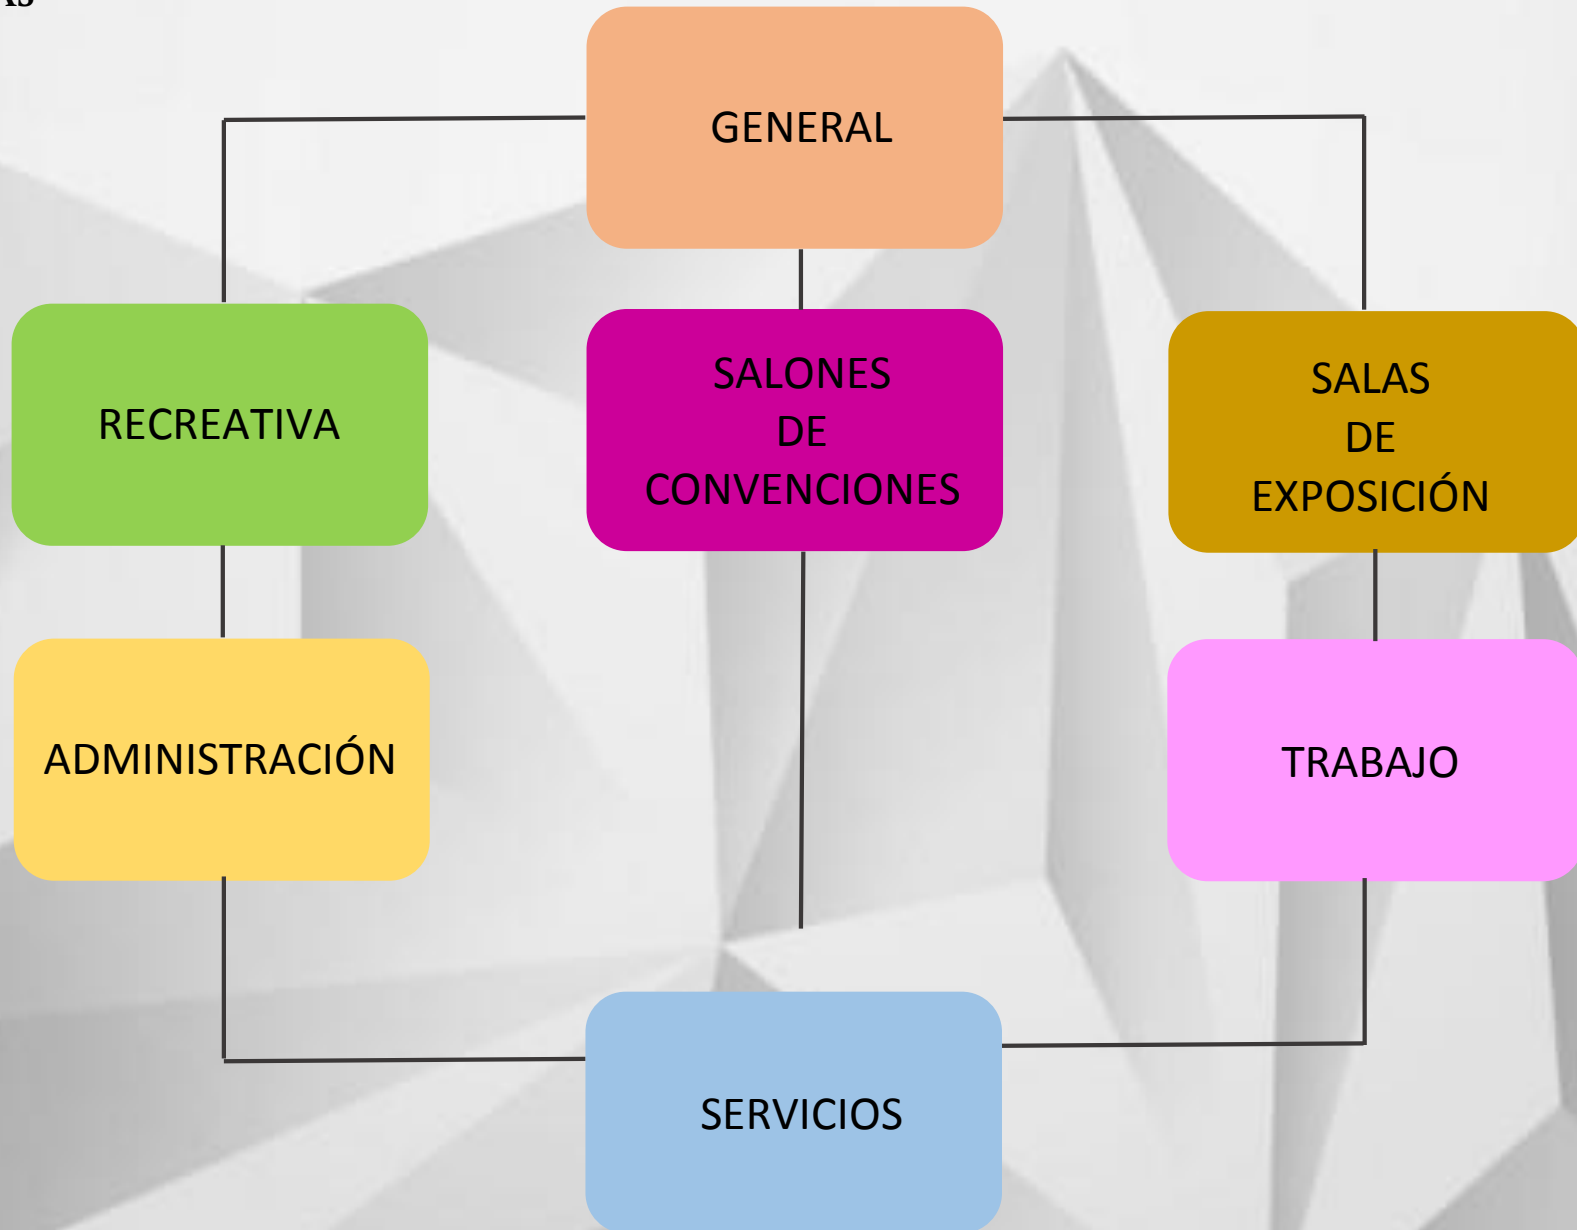 GENERAL
RECREATIVA
SALONES
DE
CONVENCIONES
SALAS
DE
EXPOSICIÓN
ADMINISTRACIÓN
TRABAJO
SERVICIOS